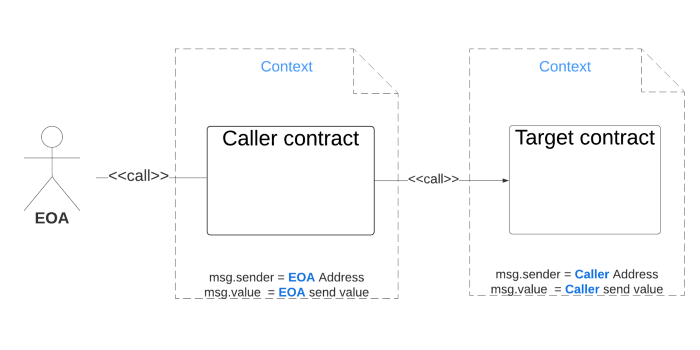 Context
Context
Caller contract
Target contract
<<call>>
<<call>>
EOA
msg.sender = EOA Address
msg.value = EOA send value
msg.sender = Caller Address
msg.value = Caller send value